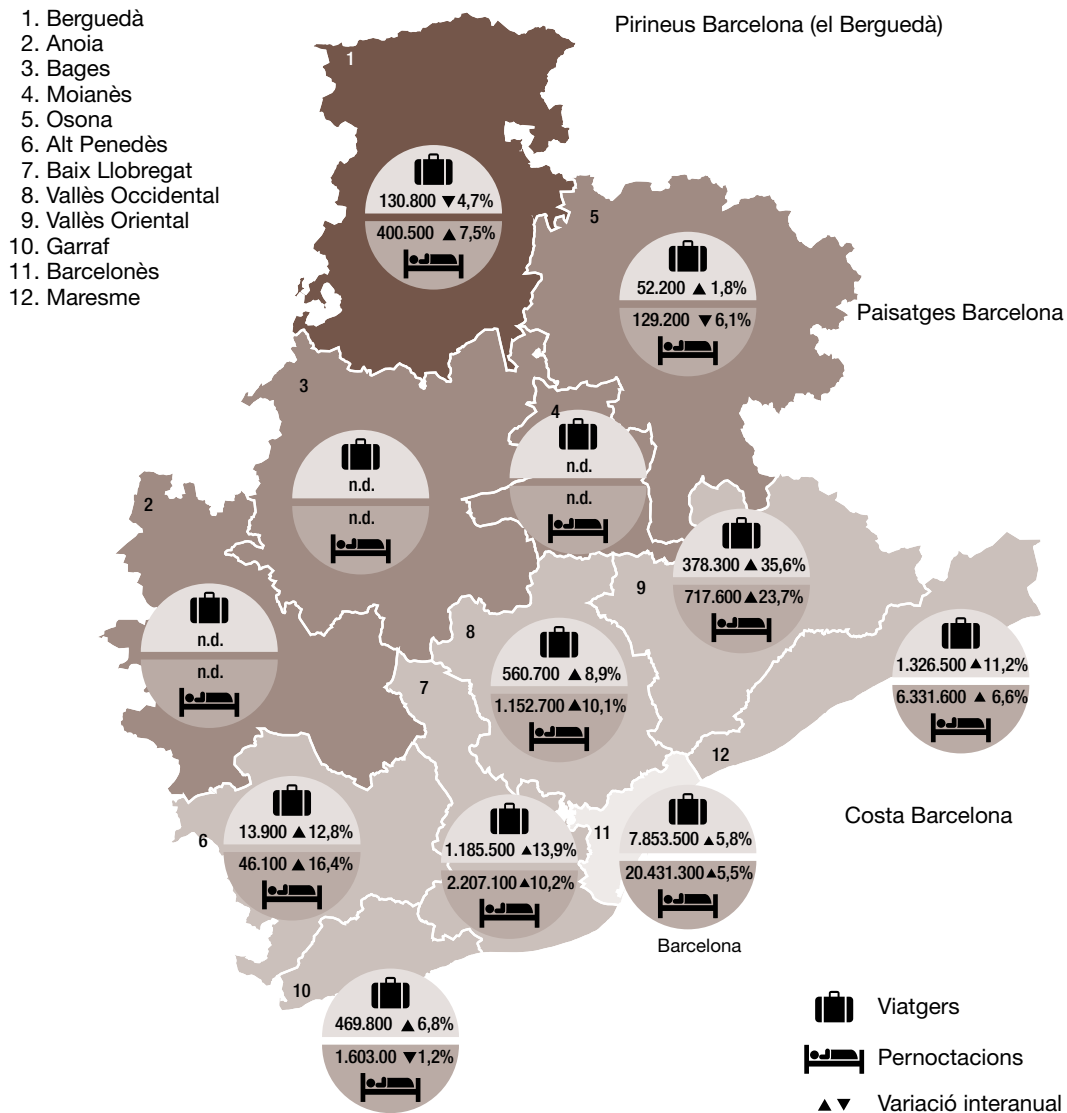 1. Berguedà
2. Anoia
3. Bages
4. Moianès
5. Osona
6. Alt Penedès
7. Baix Llobregat
8. Vallès Occidental
9. Vallès Oriental
10. Garraf
11. Barcelonès
12. Maresme
Pirineus Barcelona (el Berguedà)
1
130.800 ▼4,7%
400.500 ▲7,5%
5
52.200 ▲1,8%
129.200 ▼6,1%
Paisatges Barcelona
3
n.d.
n.d.
4
n.d.
n.d.
2
n.d.
n.d.
9
378.300 ▲35,6%
717.600 ▲23,7%
8
560.700 ▲8,9%
1.152.700 ▲10,1%
7
1.185.500 ▲13,9%
2.207.100 ▲10,2%
12
1.326.500 ▲11,2%
6.331.600 ▲6,6%
Costa Barcelona
6
13.900 ▲12,8%
46.100 ▲16,4%
11
7.853.500 ▲5,8%
20.431.300 ▲5,5%
Barcelona
10
469.800 ▲6,8%
1.603.00 ▼1,2%
Viatgers
Pernoctacions
▲▼ Variació interanual